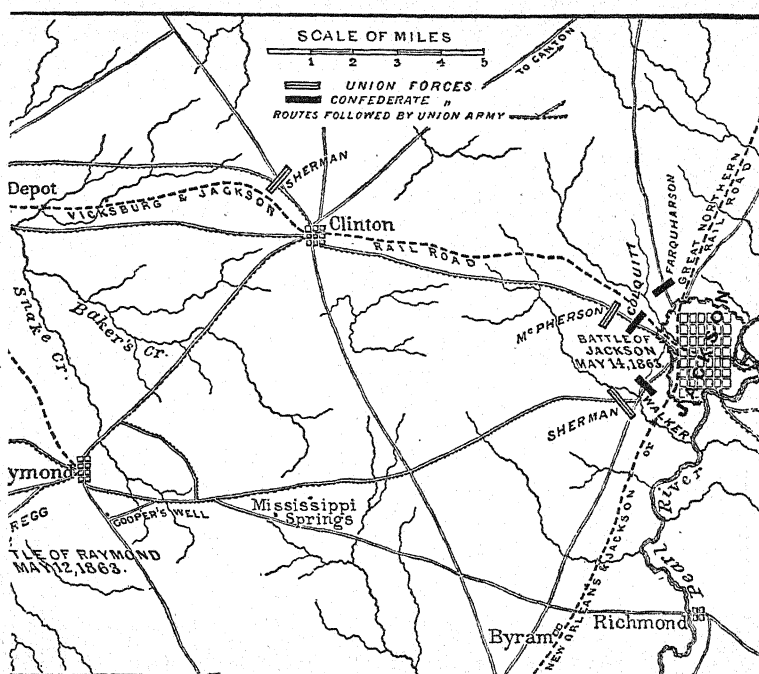 SCALE OF MILES
1 2 3 4 5
UNION FORCES
CONFEDERATE "
ROUTES FOLLOWED BY UNION ARMY
TO CANTON
SHERMAN
Depot
VICKSBURG & JACKSON
RAIL ROAD
Clinton
GREAT NORTHERN
RAIL ROAD
FARQUHARSON
COLQUITT
McPHERSON
BATTLE OF
JACKSON
MAY 14, 1863.
JACKSON
Snake Cr.
Baker's Cr.
SHERMAN
WALKER
ymond
REGG
COOPER'S WELL
Mississippi
Springs
TLE OF RAYMOND
MAY 12, 1863.
Pearl River
NEW ORLEANS & JACKSON
Byram
Richmond